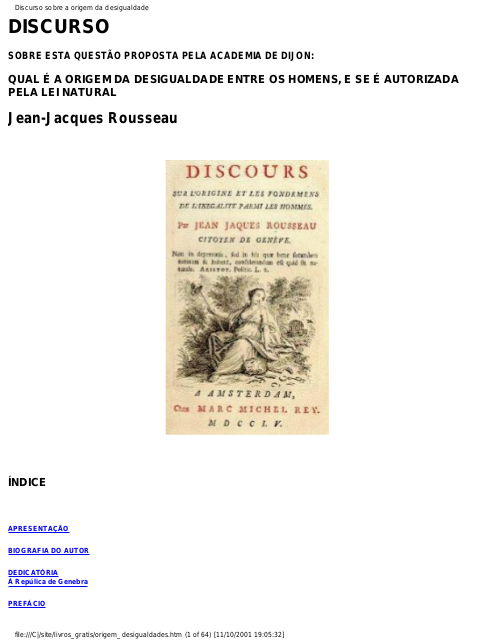 Discurso sobre a origem da desigualdade
DISCURSO
SOBRE ESTA QUESTÃO PROPOSTA PELA ACADEMIA DE DIJON:
QUAL É A ORIGEM DA DESIGUALDADE ENTRE OS HOMENS, E SE É AUTORIZADA
PELA LEI NATURAL
Jean-Jacques Rousseau
DISCOURS
SUR L'ORIGINE ET LES FONDEMENS
DE L'INEGALITE PARMI LES HOMMES.
Par JEAN JAQUES ROUSSEAU
CITOYEN DE GENÈVE.
Non in depravatis, sed in his quæ bene secundum
naturam se habent, considerandum est quid sit na-
turale. ARISTOT. Politic. L. 2.
A AMSTERDAM,
Chez MARC MICHEL REY.
MDCCLV.
ÍNDICE
APRESENTAÇÃO
BIOGRAFIA DO AUTOR
DEDICATÓRIA
À Repúlica de Genebra
PREFÁCIO
file:///C|/site/livros_gratis/origem_desigualdades.htm (1 of 64) [11/10/2001 19:05:32]